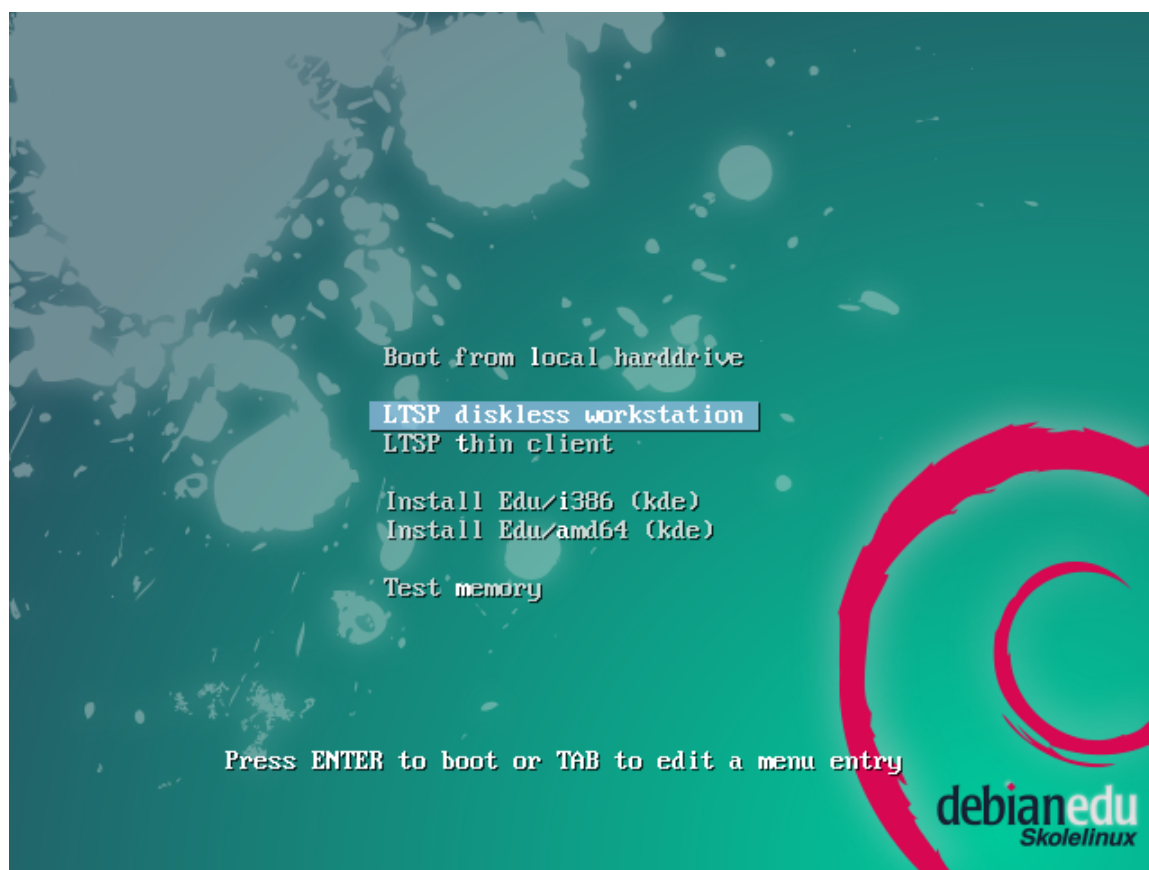 Boot from local harddrive
LTSP diskless workstation
LTSP thin client
Install Edu/i386 (kde)
Install Edu/amd64 (kde)
Test memory
Press ENTER to boot or TAB to edit a menu entry
debianedu
Skolelinux